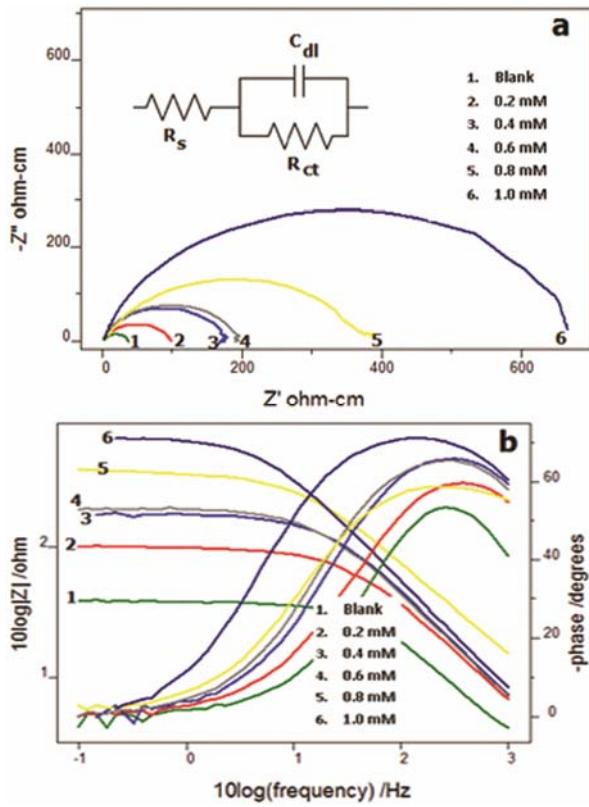 a
600
400
200
0
-Z" ohm-cm
C dl
R s
R ct
1. Blank
2. 0.2 mM
3. 0.4 mM
4. 0.6 mM
5. 0.8 mM
6. 1.0 mM
1 2 3 4 5 6
0 200 400 600
Z' ohm-cm
b
6
5
4
3
2
1
10log|Z| /ohm
2
1
60
40
20
0
-phase /degrees
1. Blank
2. 0.2 mM
3. 0.4 mM
4. 0.6 mM
5. 0.8 mM
6. 1.0 mM
-1 0 1 2 3
10log(frequency) /Hz